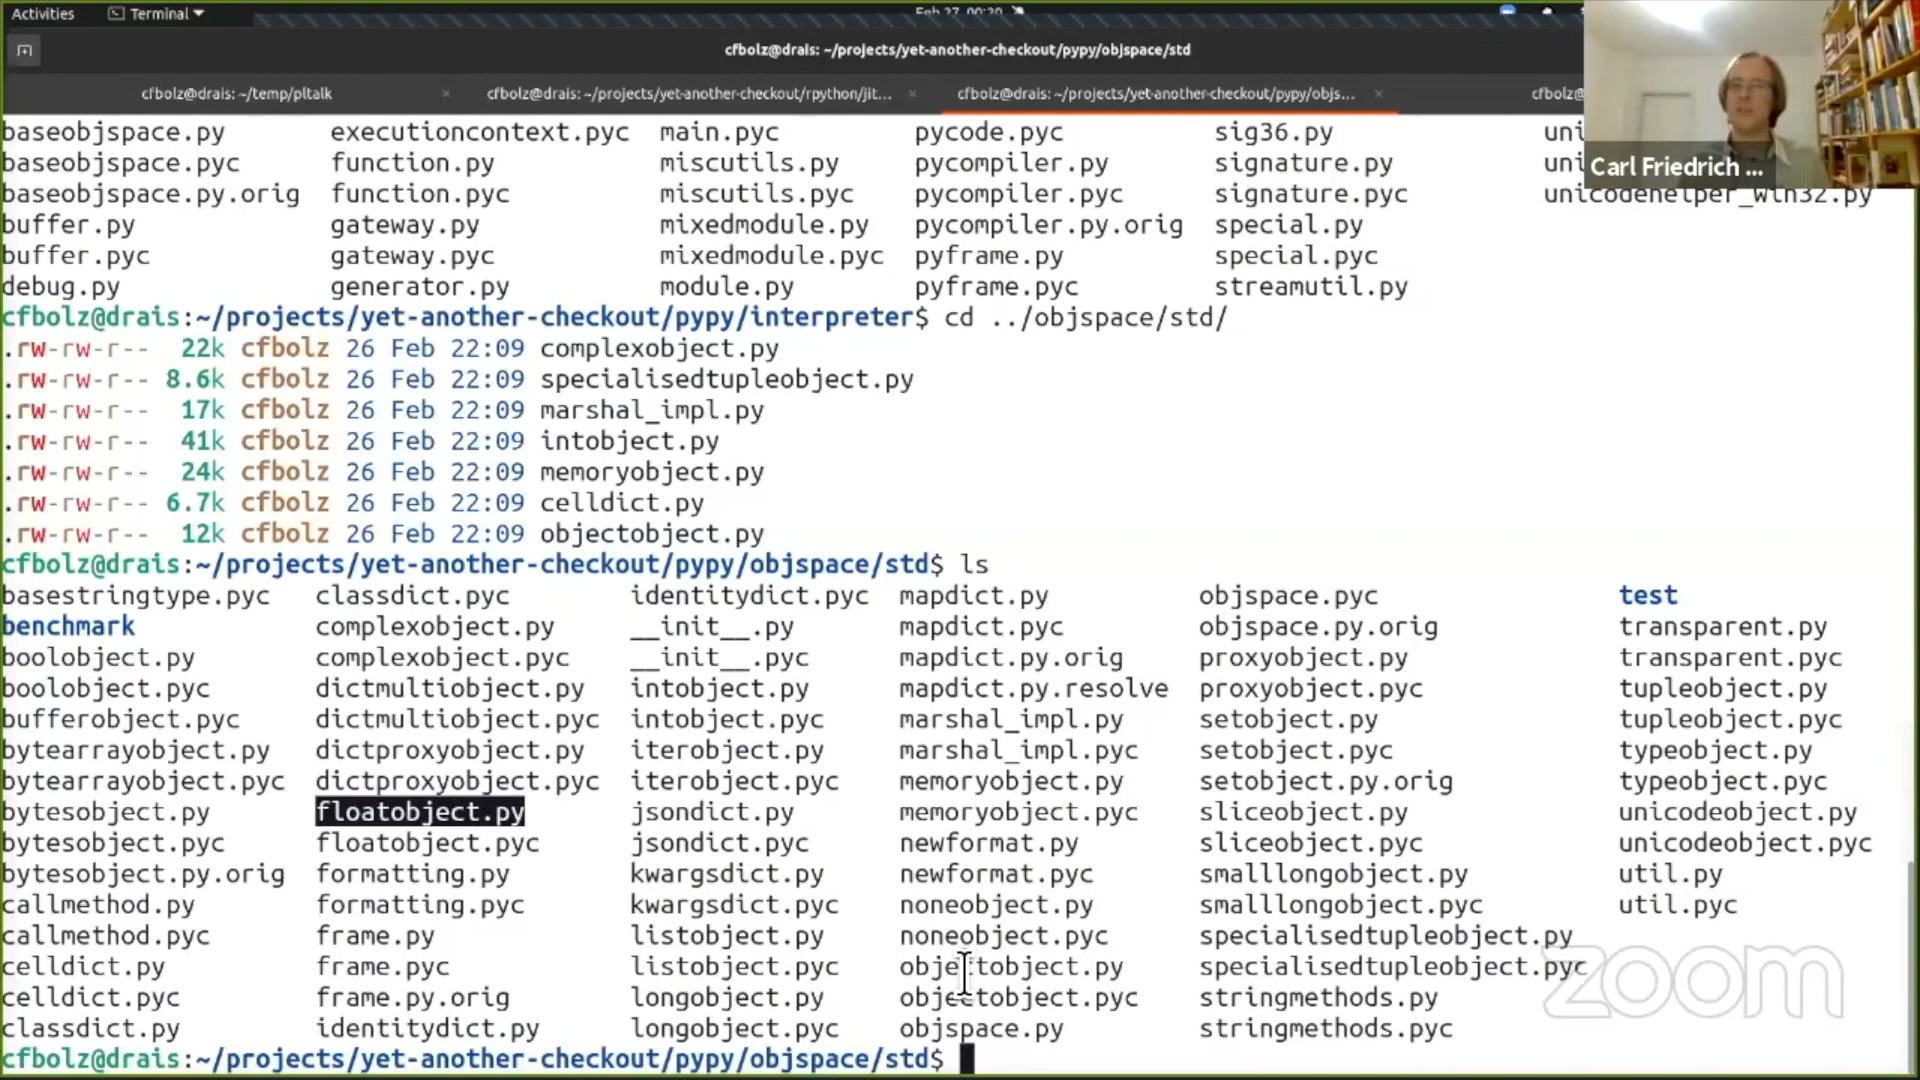 Activities Terminal Feb 27 00:20
cfbolz@drais: ~/projects/yet-another-checkout/pypy/objspace/std
cfbolz@drais: ~/temp/pltalk × cfbolz@drais: ~/projects/yet-another-checkout/rpython/jit... × cfbolz@drais: ~/projects/yet-another-checkout/pypy/objs... × cfbolz@
Carl Friedrich ...
baseobjspace.py executioncontext.pyc main.pyc pycode.pyc sig36.py uni
baseobjspace.pyc function.py miscutils.py pycompiler.py signature.py uni
baseobjspace.py.orig function.pyc miscutils.pyc pycompiler.pyc signature.pyc unicodehelper_win32.py
buffer.py gateway.py mixedmodule.py pycompiler.py.orig special.py
buffer.pyc gateway.pyc mixedmodule.pyc pyframe.py special.pyc
debug.py generator.py module.py pyframe.pyc streamutil.py
cfbolz@drais:~/projects/yet-another-checkout/pypy/interpreter$ cd ../objspace/std/
.rw-rw-r-- 22k cfbolz 26 Feb 22:09 complexobject.py
.rw-rw-r-- 8.6k cfbolz 26 Feb 22:09 specialisedtupleobject.py
.rw-rw-r-- 17k cfbolz 26 Feb 22:09 marshal_impl.py
.rw-rw-r-- 41k cfbolz 26 Feb 22:09 intobject.py
.rw-rw-r-- 24k cfbolz 26 Feb 22:09 memoryobject.py
.rw-rw-r-- 6.7k cfbolz 26 Feb 22:09 celldict.py
.rw-rw-r-- 12k cfbolz 26 Feb 22:09 objectobject.py
cfbolz@drais:~/projects/yet-another-checkout/pypy/objspace/std$ ls
basestringtype.pyc classdict.pyc identitydict.pyc mapdict.py objspace.pyc test
benchmark complexobject.py __init__.py mapdict.pyc objspace.py.orig transparent.py
boolobject.py complexobject.pyc __init__.pyc mapdict.py.orig proxyobject.py transparent.pyc
boolobject.pyc dictmultiobject.py intobject.py mapdict.py.resolve proxyobject.pyc tupleobject.py
bufferobject.pyc dictmultiobject.pyc intobject.pyc marshal_impl.py setobject.py tupleobject.pyc
bytearrayobject.py dictproxyobject.py iterobject.py marshal_impl.pyc setobject.pyc typeobject.py
bytearrayobject.pyc dictproxyobject.pyc iterobject.pyc memoryobject.py setobject.py.orig typeobject.pyc
bytesobject.py floatobject.py jsondict.py memoryobject.pyc sliceobject.py unicodeobject.py
bytesobject.pyc floatobject.pyc jsondict.pyc newformat.py sliceobject.pyc unicodeobject.pyc
bytesobject.py.orig formatting.py kwargsdict.py newformat.pyc smalllongobject.py util.py
callmethod.py formatting.pyc kwargsdict.pyc noneobject.py smalllongobject.pyc util.pyc
callmethod.pyc frame.py listobject.py noneobject.pyc specialisedtupleobject.py
celldict.py frame.pyc listobject.pyc objectobject.py specialisedtupleobject.pyc
celldict.pyc frame.py.orig longobject.py objectobject.pyc stringmethods.py
classdict.py identitydict.py longobject.pyc objspace.py stringmethods.pyc
cfbolz@drais:~/projects/yet-another-checkout/pypy/objspace/std$
zoom